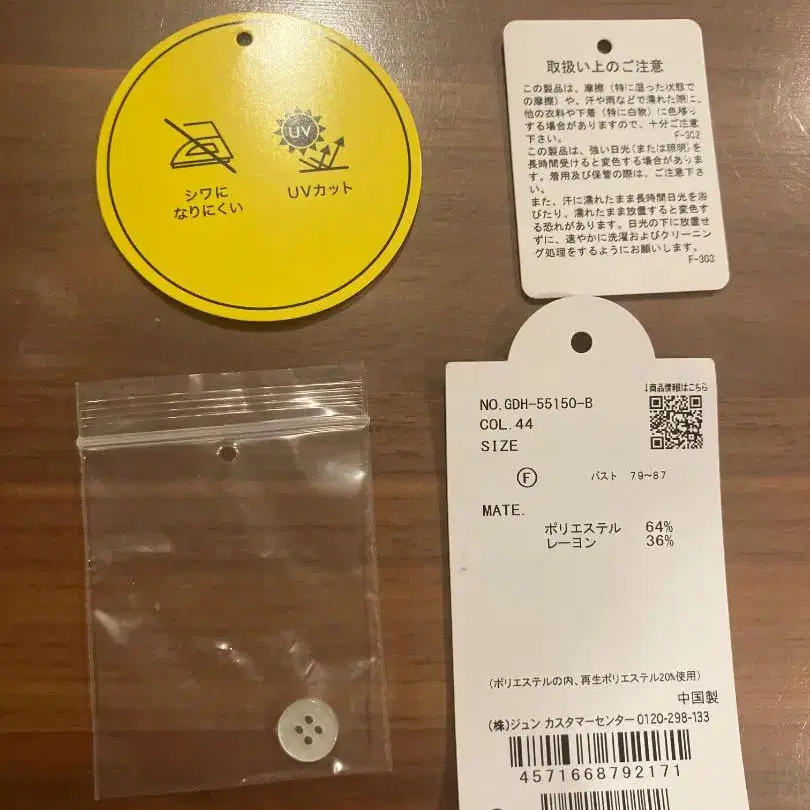 シワに
なりにくい
UV
UVカット
取扱い上のご注意
この製品は、摩擦（特に湿った状態で
の摩擦）や、汗や雨などで濡れた際に、
他の衣料や下着（特に白物）に色移り
する場合がありますので、十分ご注意
下さい。
F-302
この製品は、強い日光（または照明）を
長時間受けると変色する場合がありま
す。着用及び保管の際は、ご注意下さ
い。
また、汗に濡れたまま長時間日光を浴
びたり、濡れたまま放置すると変色す
る恐れがあります。日光の下に放置せ
ずに、速やかに洗濯およびクリーニン
グ処理をするようにお願いします。
F-303
↓商品情報はこちら
NO.GDH-55150-B
COL.44
SIZE
Ⓕ バスト 79~87
MATE.
ポリエステル 64%
レーヨン 36%
(ポリエステルの内、再生ポリエステル20%使用)
中国製
(株)ジュン カスタマーセンター 0120-298-133
4571668792171